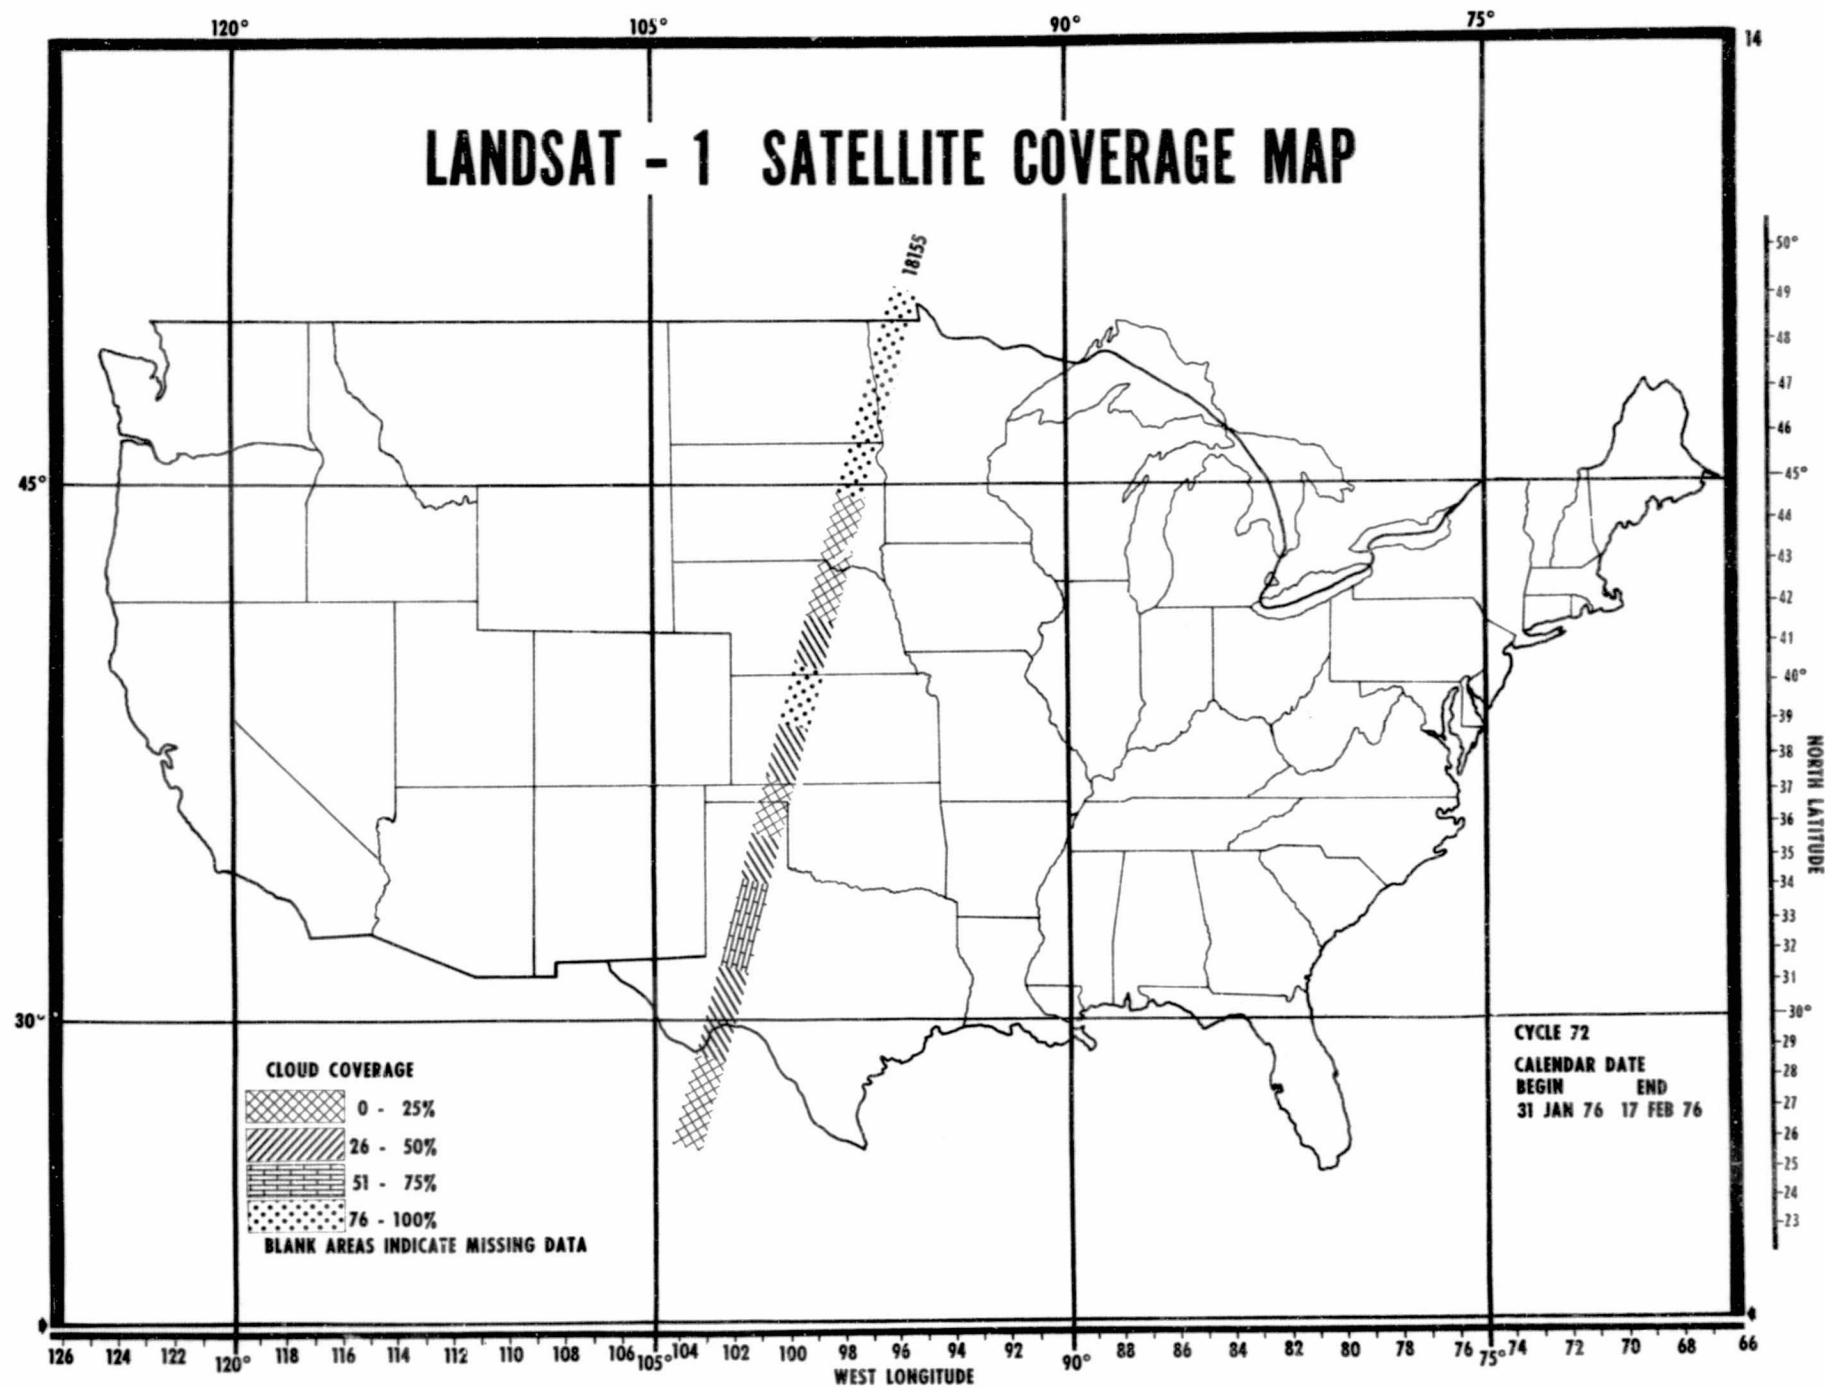 120° 105° 90° 75°
14
LANDSAT - 1 SATELLITE COVERAGE MAP
18155
50°
49
48
47
46
45°
44
43
42
41
40°
39
38
37
36
35
34
33
32
31
30°
29
28
27
26
25
24
23
NORTH LATITUDE
45°
30°
CLOUD COVERAGE
0 - 25%
26 - 50%
51 - 75%
76 - 100%
BLANK AREAS INDICATE MISSING DATA
CYCLE 72
CALENDAR DATE
BEGIN END
31 JAN 76 17 FEB 76
126 124 122 120° 118 116 114 112 110 108 106 105° 104 102 100 98 96 94 92 90° 88 86 84 82 80 78 76 75° 74 72 70 68 66
WEST LONGITUDE